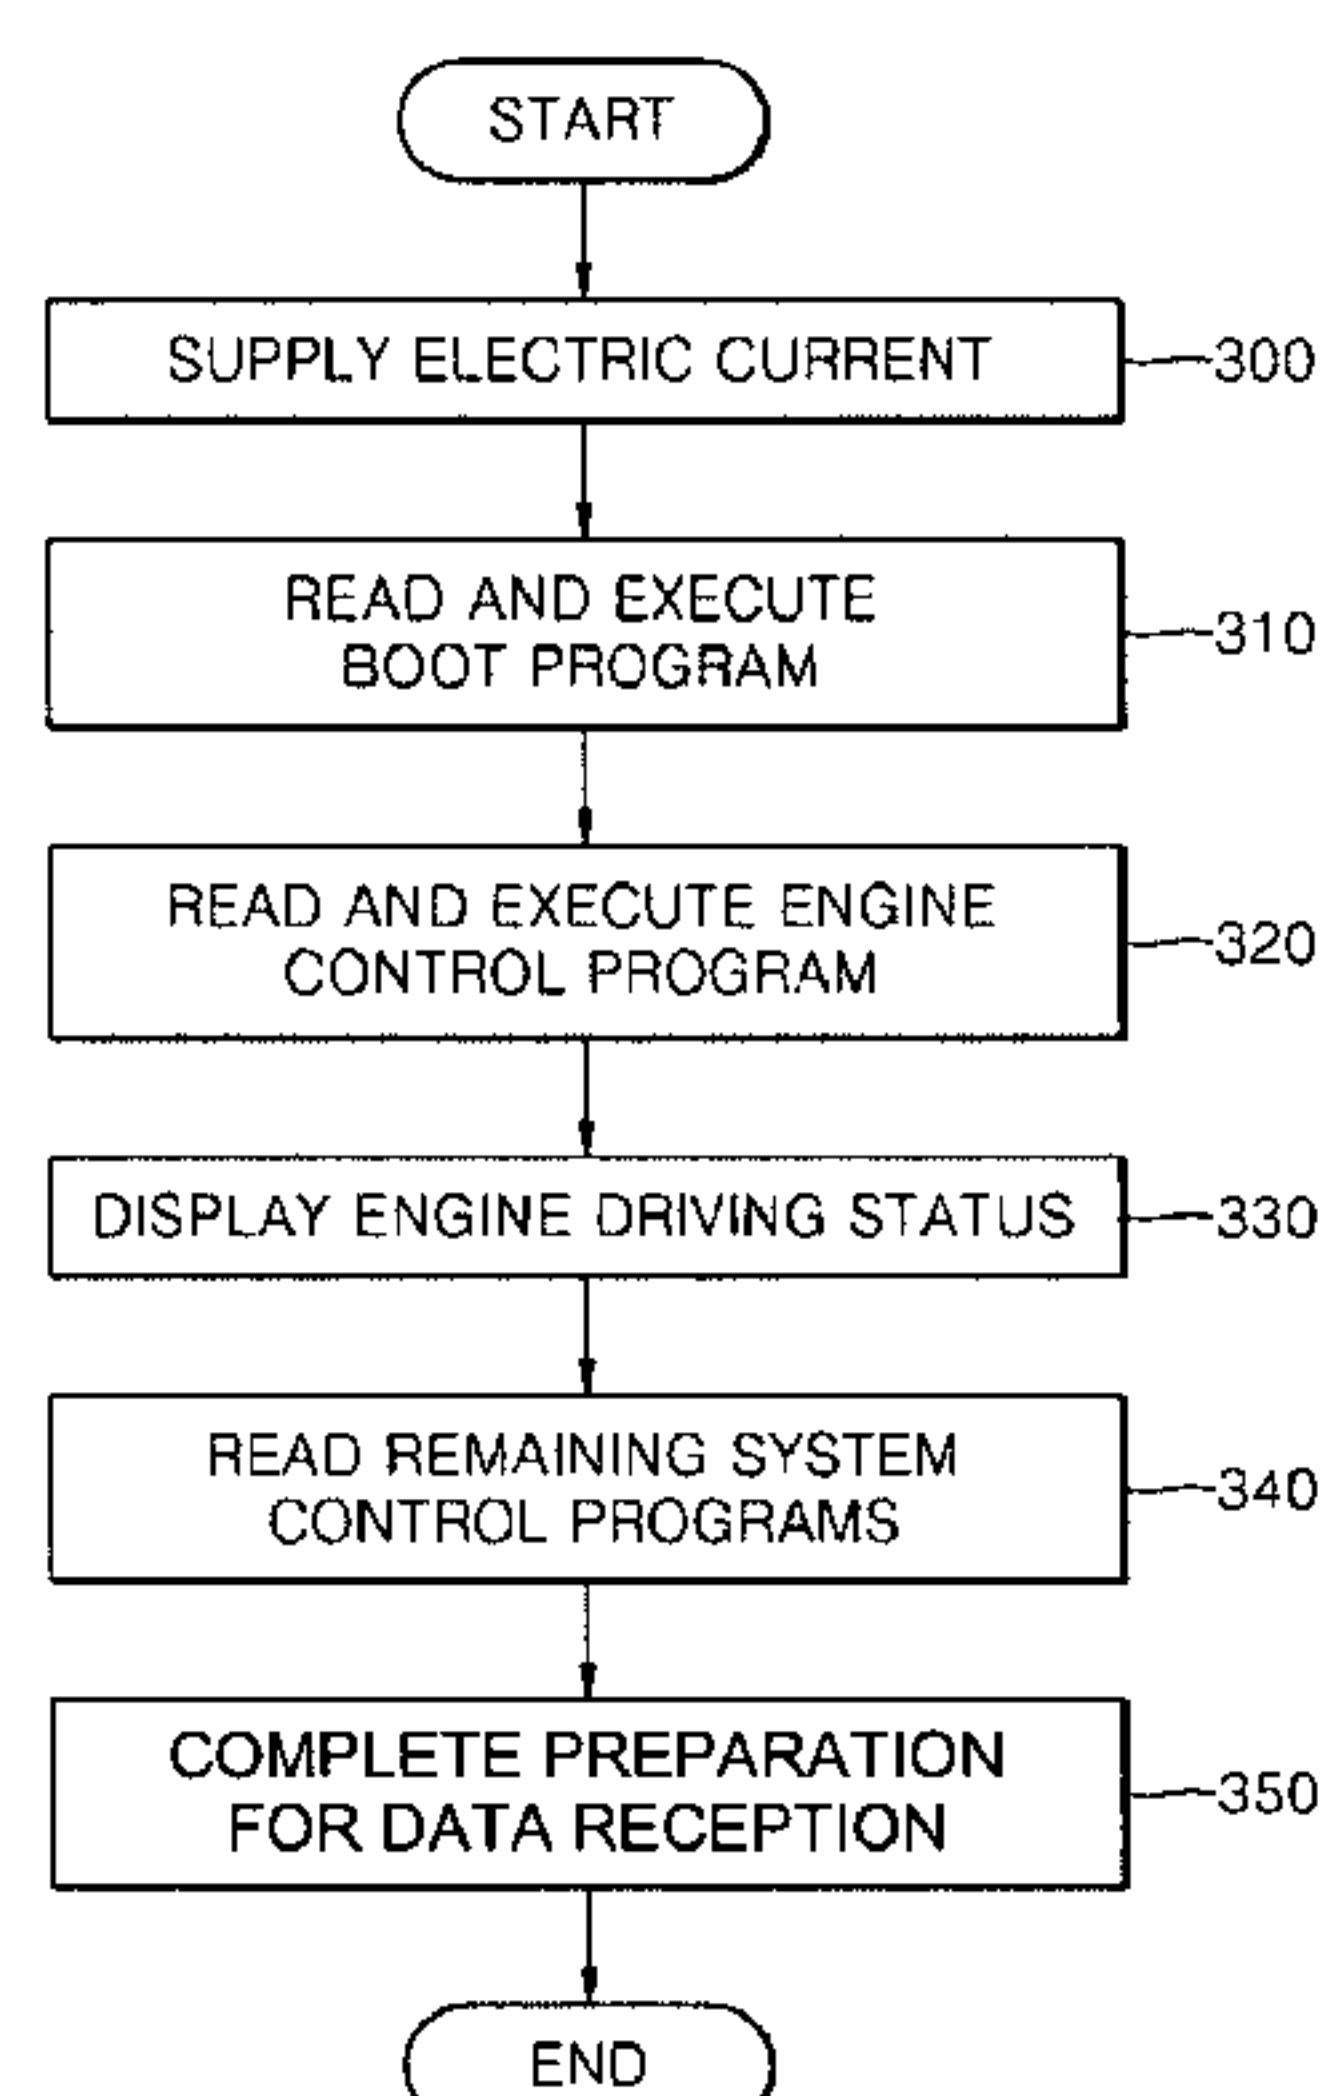 START
SUPPLY ELECTRIC CURRENT
300
READ AND EXECUTE
BOOT PROGRAM
310
READ AND EXECUTE ENGINE
CONTROL PROGRAM
320
DISPLAY ENGINE DRIVING STATUS
330
READ REMAINING SYSTEM
CONTROL PROGRAMS
340
COMPLETE PREPARATION
FOR DATA RECEPTION
350
END